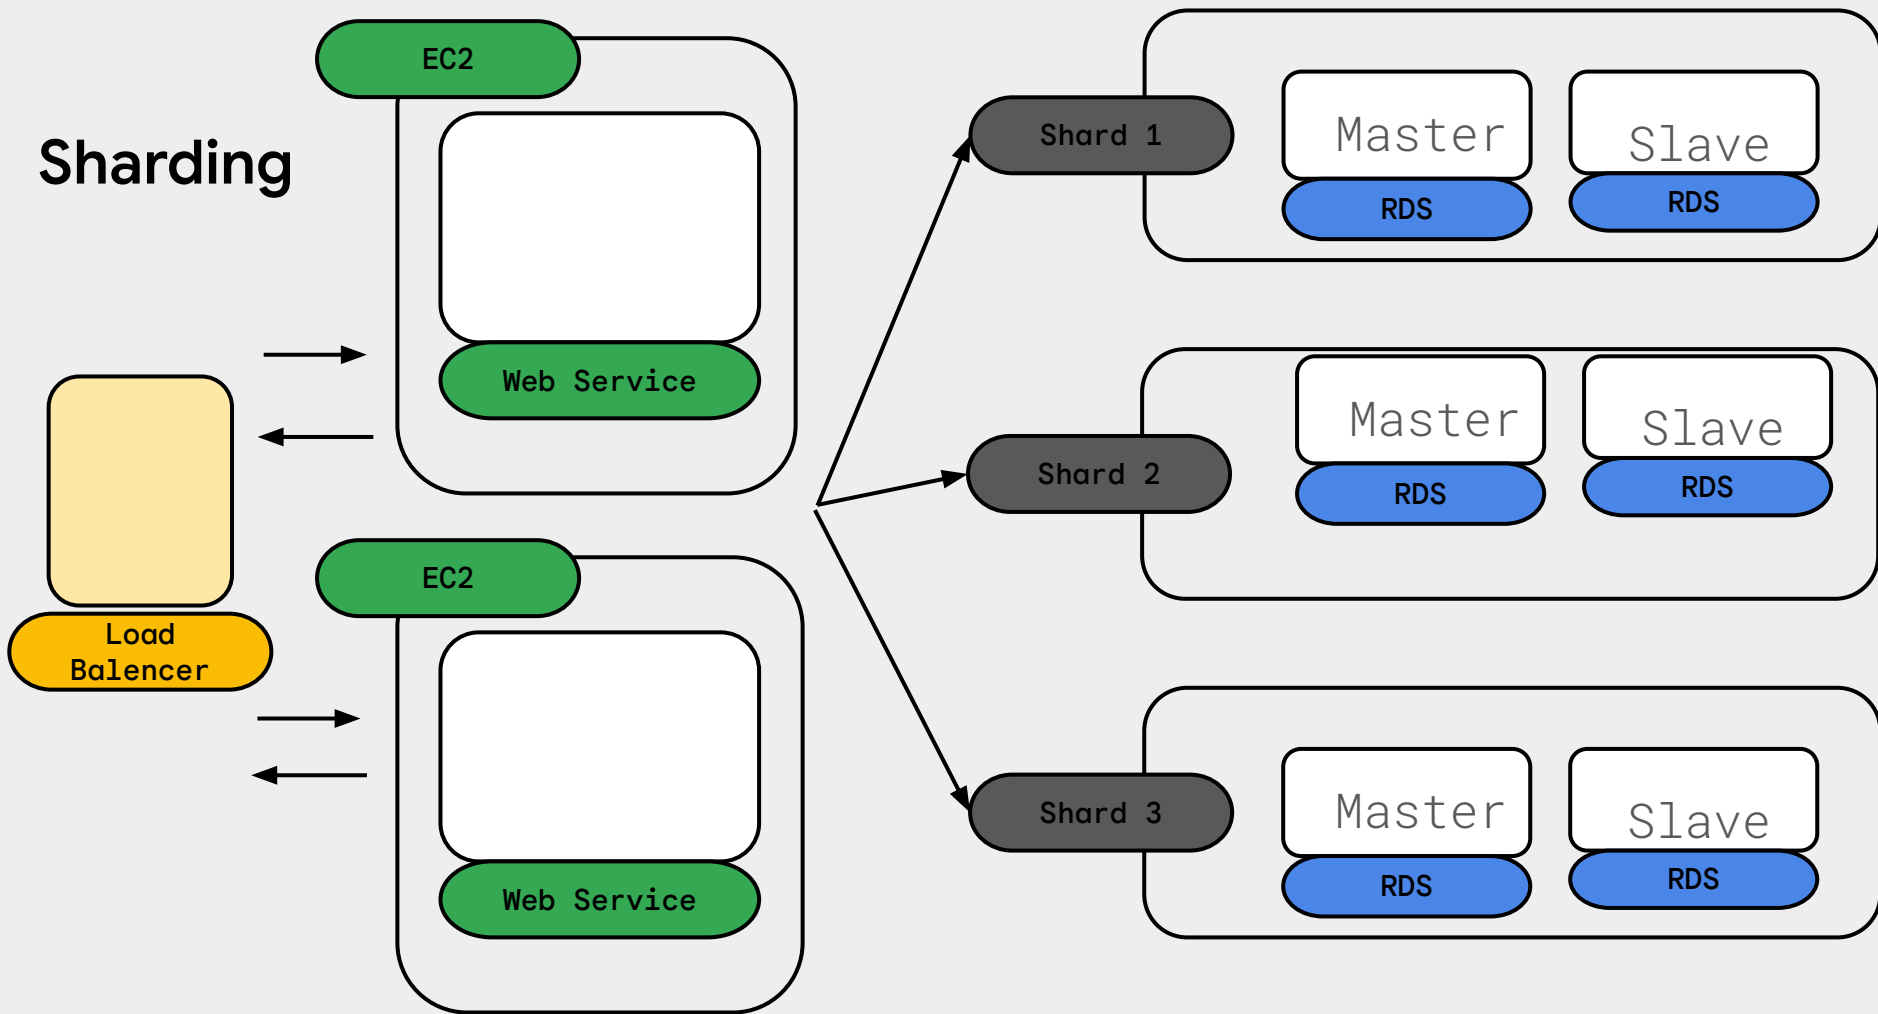 Sharding
EC2
Web Service
Load
Balencer
EC2
Web Service
Shard 1
Master
Slave
RDS
RDS
Shard 2
Master
Slave
RDS
RDS
Shard 3
Master
Slave
RDS
RDS